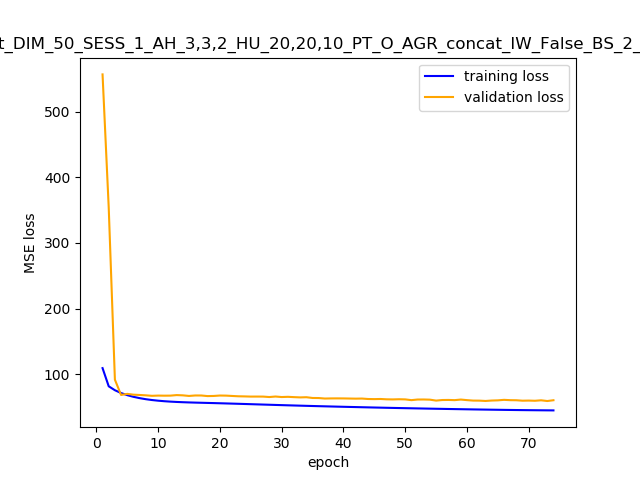 t_DIM_50_SESS_1_AH_3,3,2_HU_20,20,10_PT_O_AGR_concat_IW_False_BS_2_
training loss
validation loss
500
400
300
200
100
MSE loss
0 10 20 30 40 50 60 70
epoch